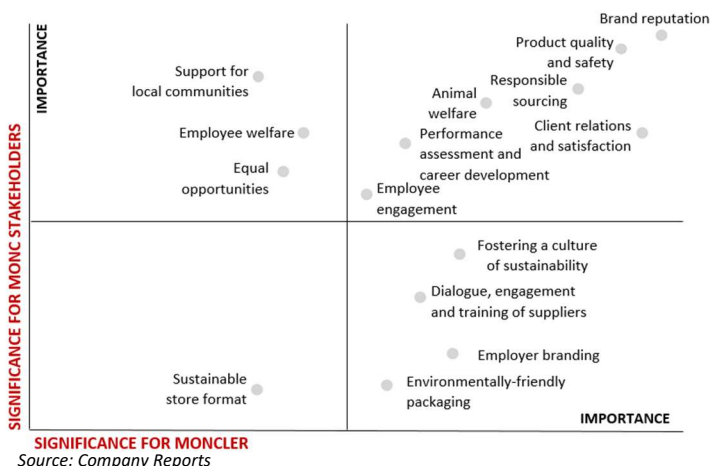 Brand reputation
IMPORTANCE
Product quality
and safety
Support for
local communities
Responsible
sourcing
Animal
welfare
Employee welfare
Performance
assessment and
career development
Client relations
and satisfaction
Equal
opportunities
Employee
engagement
SIGNIFICANCE FOR MONC STAKEHOLDERS
Fostering a culture
of sustainability
Dialogue, engagement
and training of suppliers
Employer branding
Sustainable
store format
Environmentally-friendly
packaging
IMPORTANCE
SIGNIFICANCE FOR MONCLER
Source: Company Reports